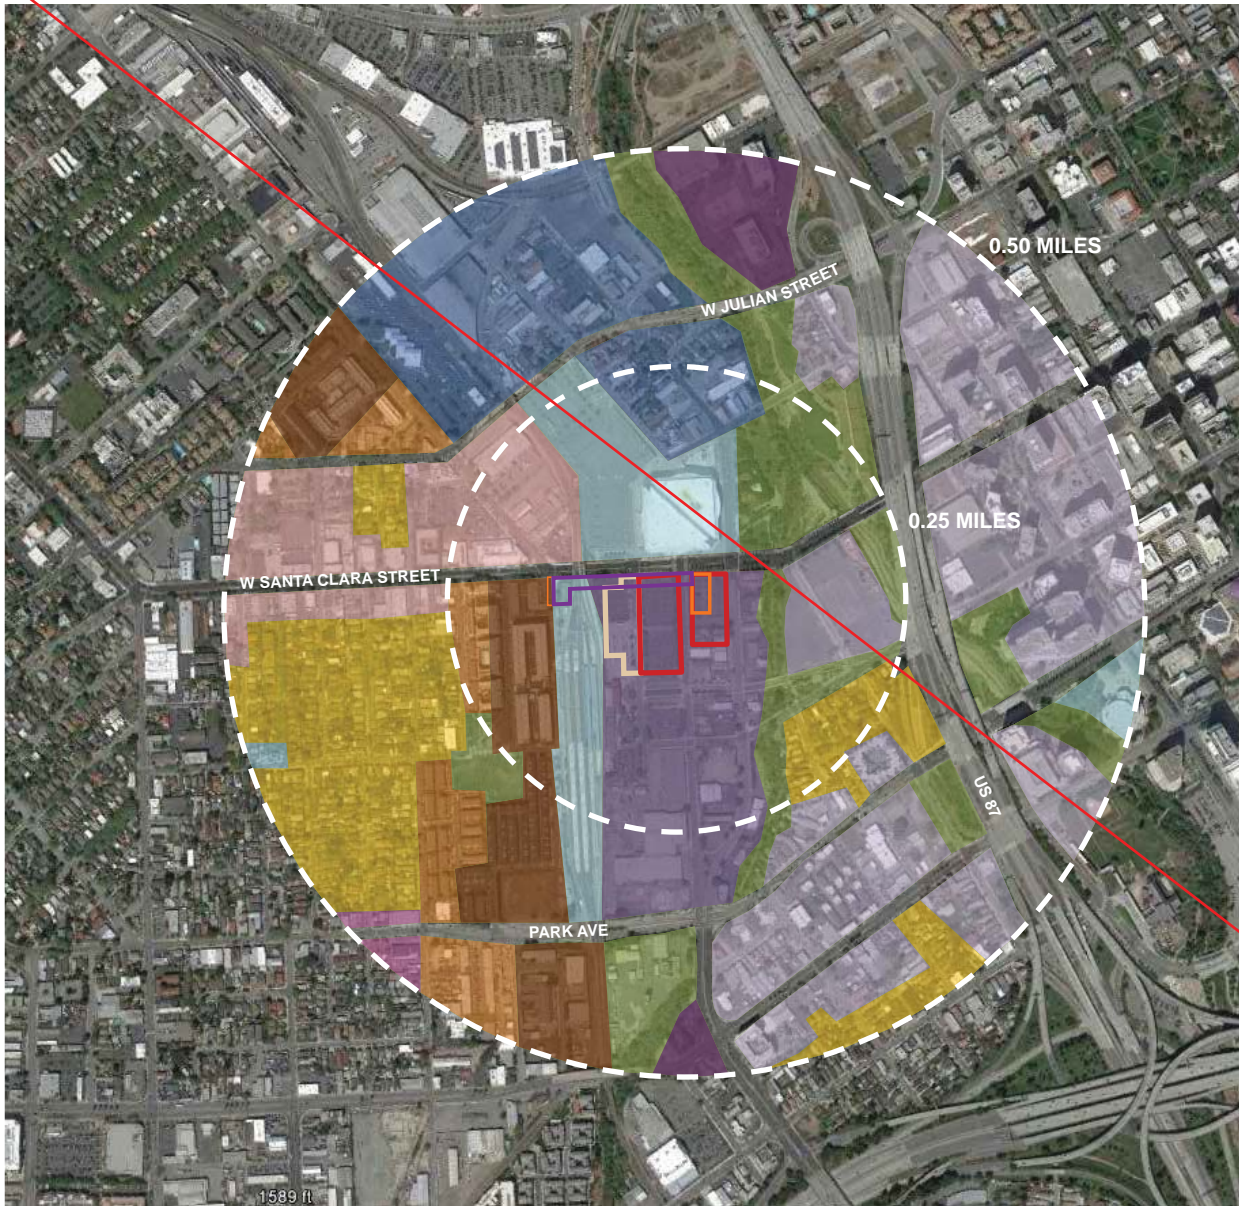 0.50 MILES
W JULIAN STREET
0.25 MILES
W SANTA CLARA STREET
US 87
PARK AVE
1589 ft